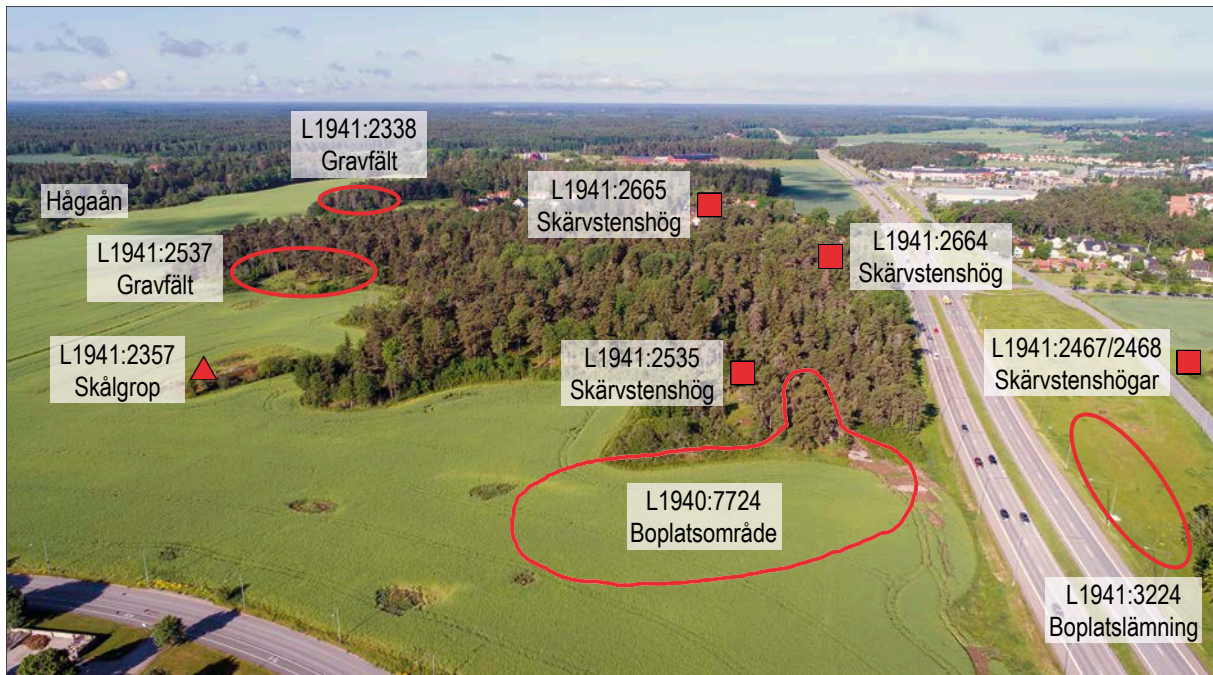 L1941:2338
Gravfält
Hågaån
L1941:2665
Skärvstenshög
L1941:2537
Gravfält
L1941:2664
Skärvstenshög
L1941:2357
Skålgrop
L1941:2535
Skärvstenshög
L1941:2467/2468
Skärvstenshögar
L1940:7724
Boplatsområde
L1941:3224
Boplatslämning